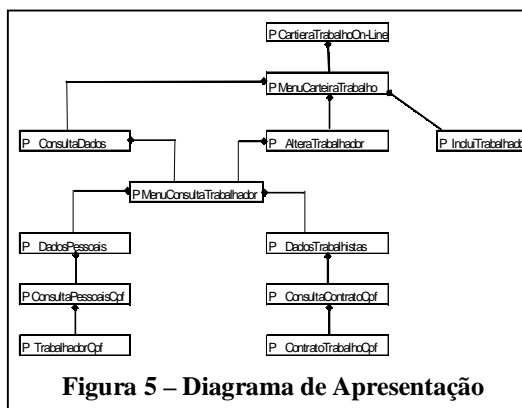 P CartieraTrabalhoOn-Line
P MenuCarteiraTrabalho
P ConsultaDados
P AlteraTrabalhador
P IncluiTrabalhador
P MenuConsultaTrabalhador
P DadosPessoais
P DadosTrabalhistas
P ConsultaPessoaisCpf
P ConsultaContratoCpf
P TrabalhadorCpf
P ContratoTrabalhoCpf
Figura 5 – Diagrama de Apresentação